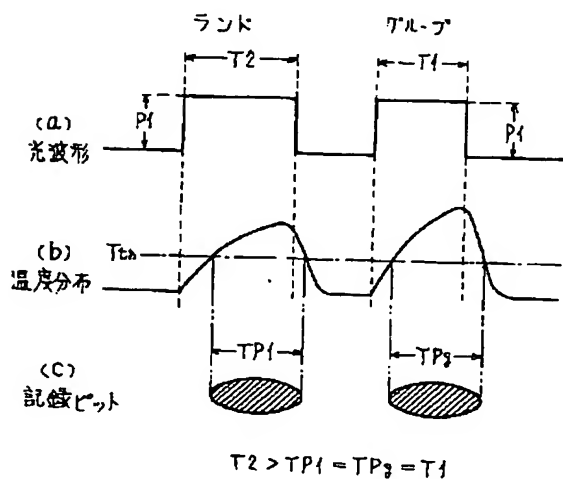 ランド グループ
T2 T1
P1 P1
(a)
光波形
(b) Tth
温度分布
TP1 TPg
(c)
記録ピット
T2 > TP1 = TPg = T1